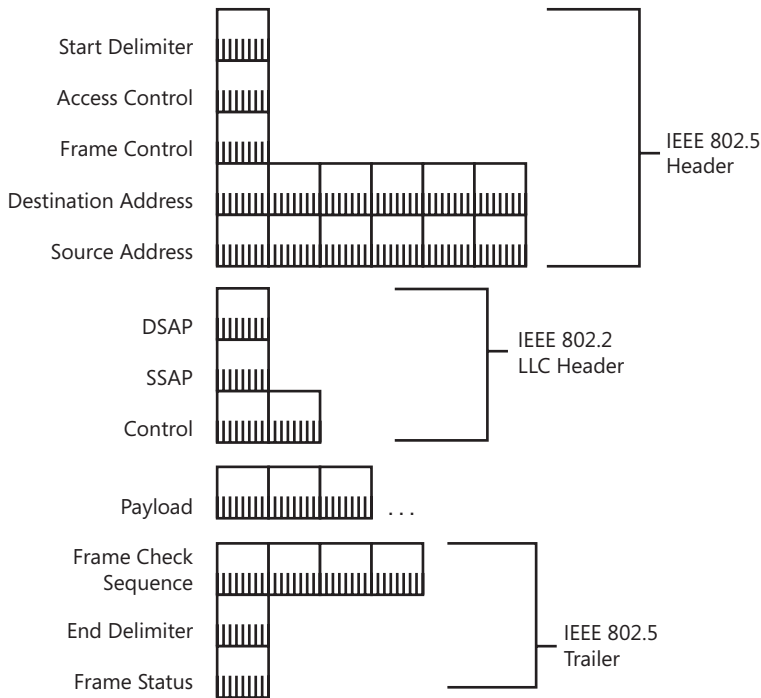 Start Delimiter
Access Control
Frame Control
Destination Address
Source Address
IEEE 802.5
Header
DSAP
SSAP
Control
IEEE 802.2
LLC Header
Payload
...
Frame Check
Sequence
End Delimiter
Frame Status
IEEE 802.5
Trailer